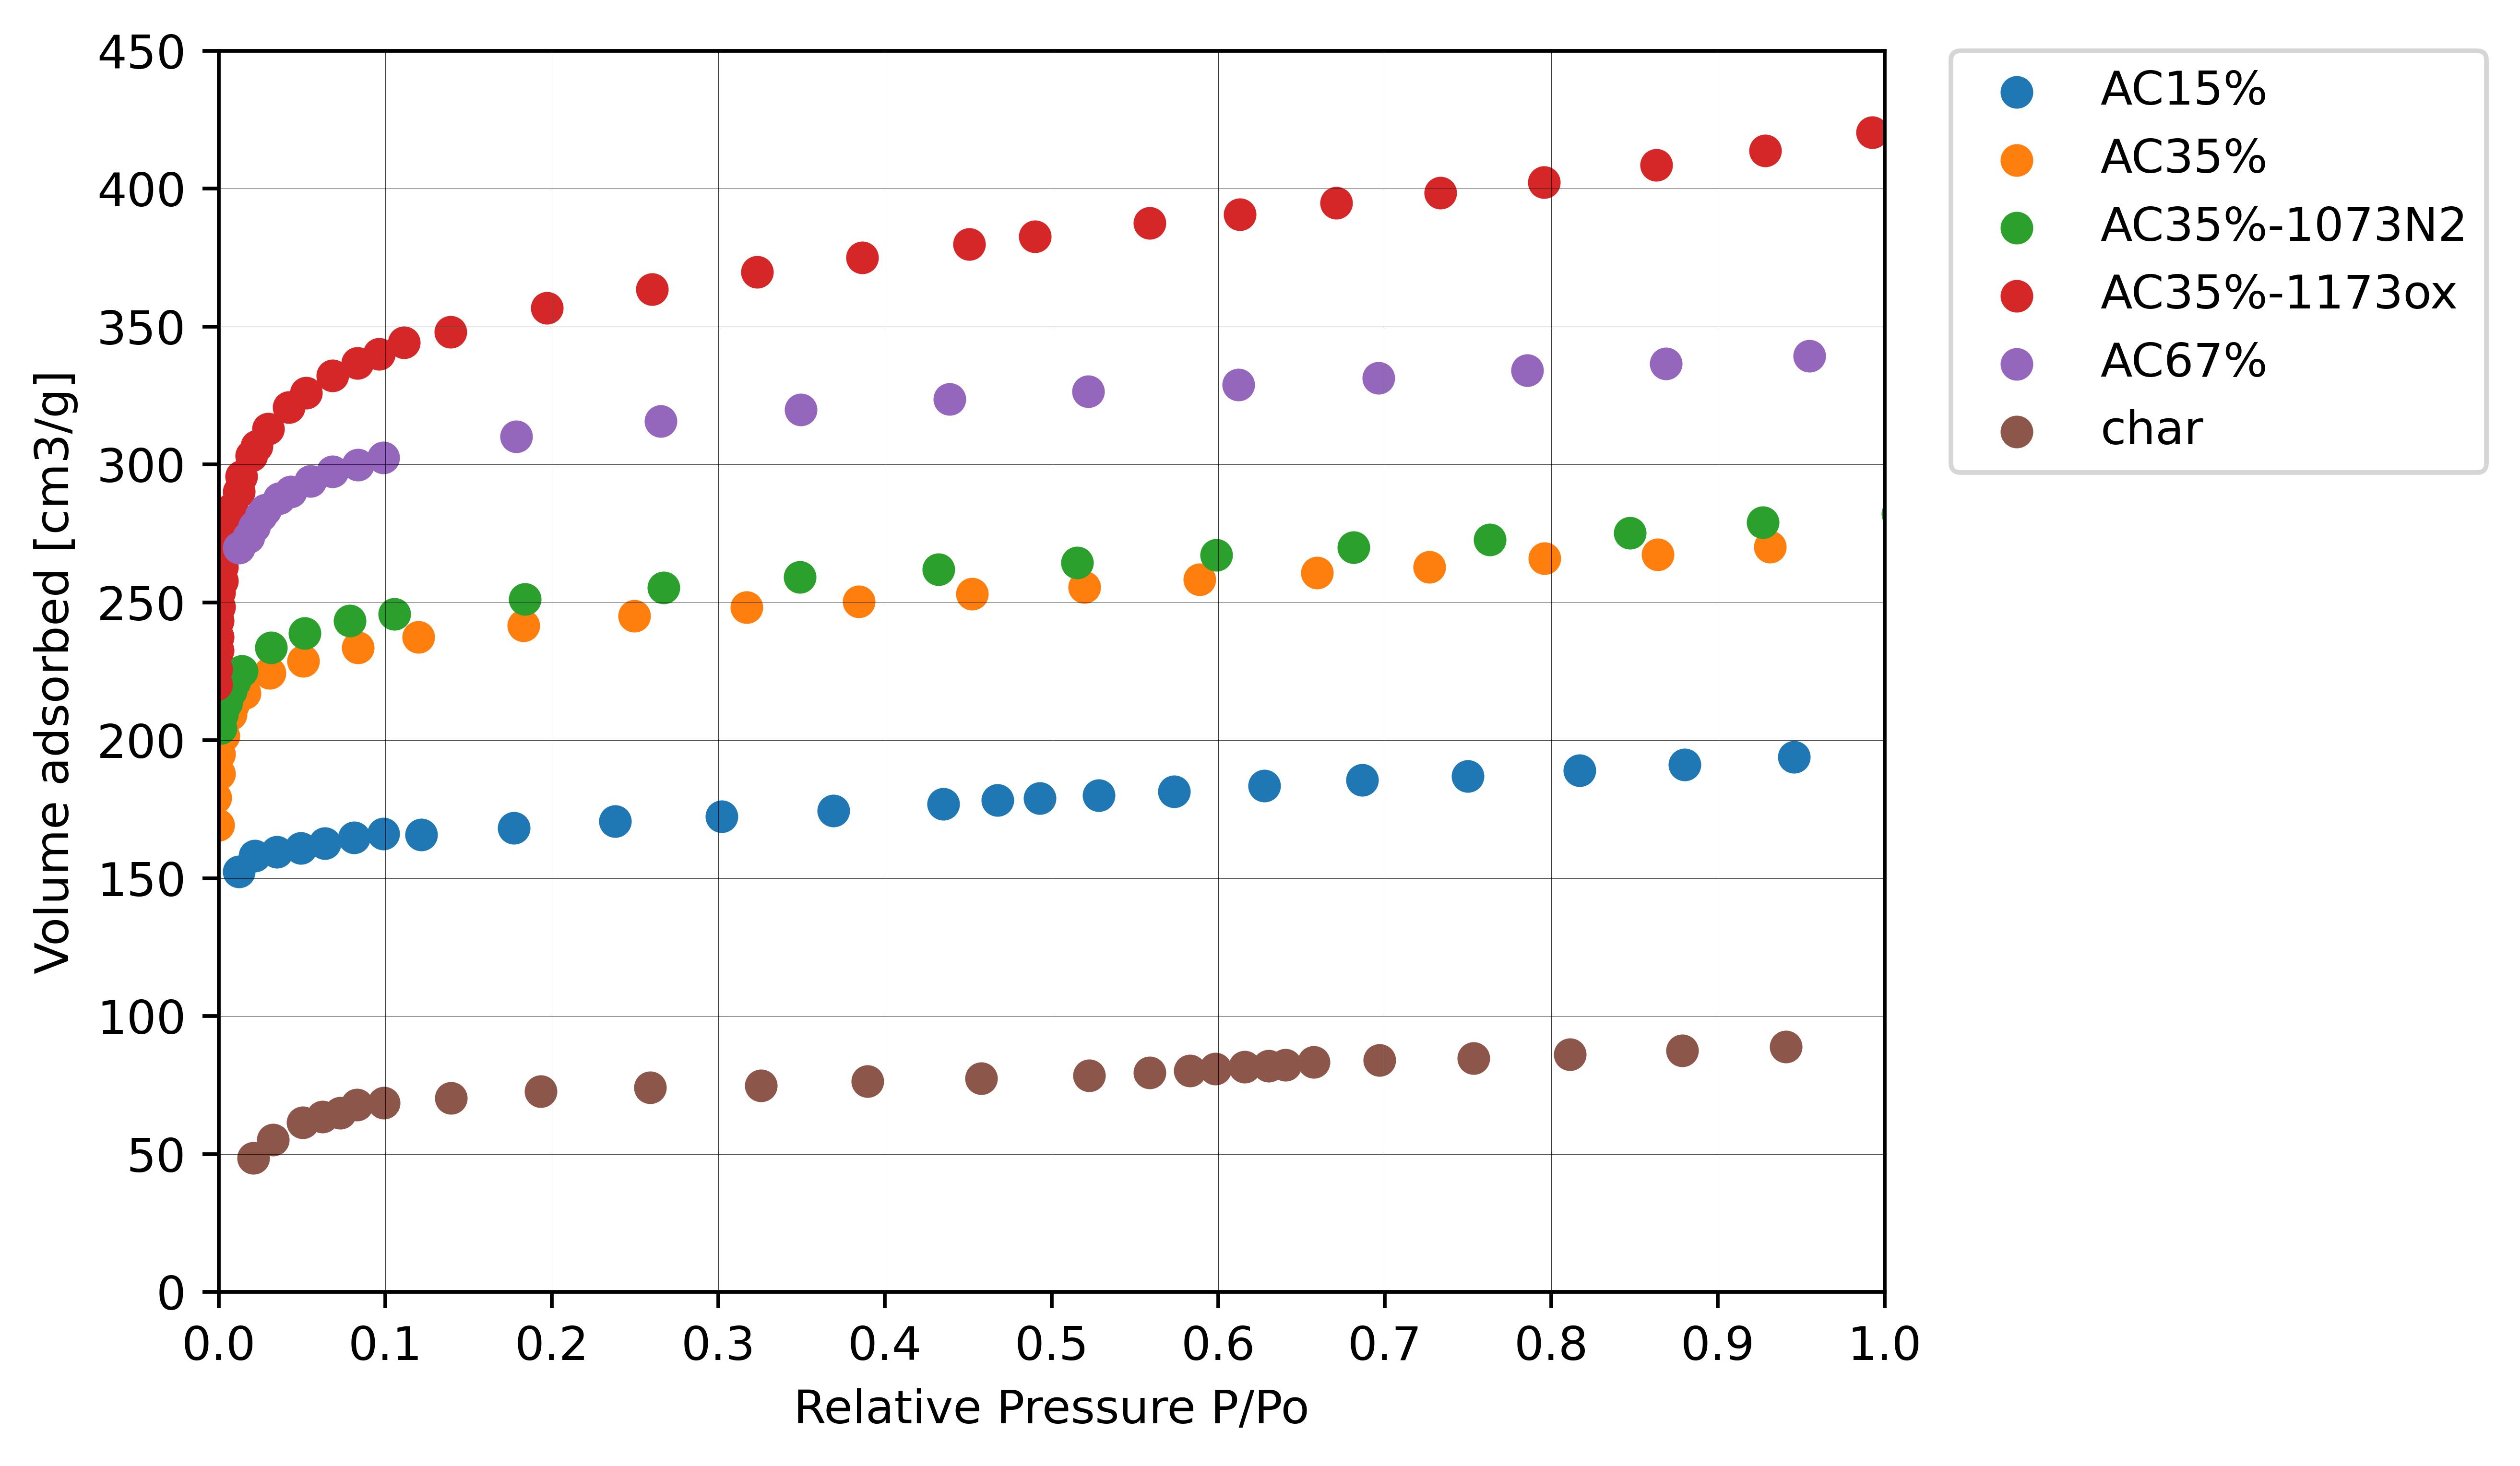 Volume adsorbed [cm3/g]
450
400
350
300
250
200
150
100
50
0
0.0 0.1 0.2 0.3 0.4 0.5 0.6 0.7 0.8 0.9 1.0
Relative Pressure P/Po
AC15%
AC35%
AC35%-1073N2
AC35%-1173ox
AC67%
char